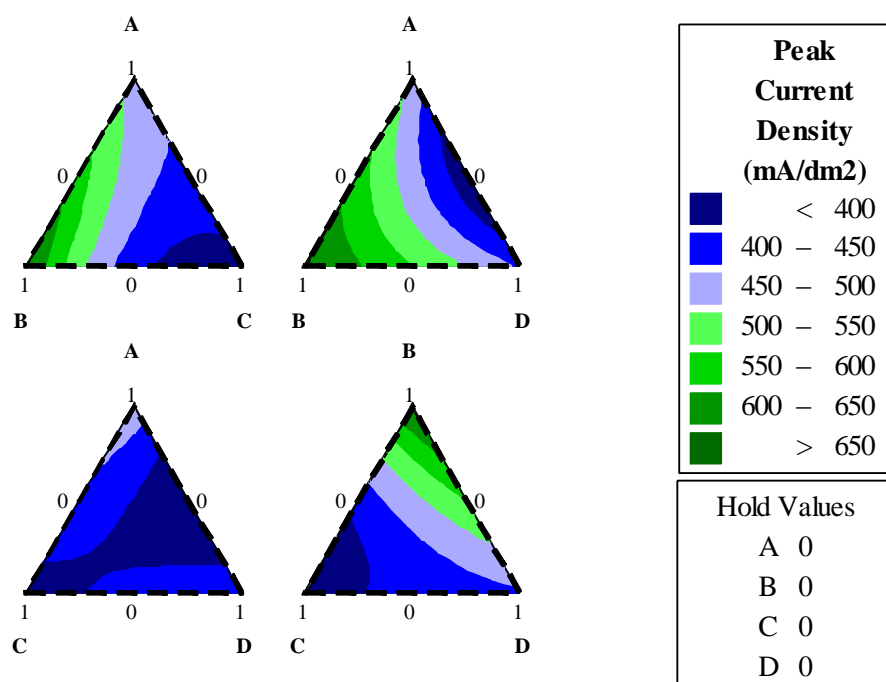 A
1
0 0
1 0 1
B C
A
1
0 0
1 0 1
B D
A
1
0 0
1 0 1
C D
B
1
0 0
1 0 1
C D
Peak
Current
Density
(mA/dm2)
< 400
400 – 450
450 – 500
500 – 550
550 – 600
600 – 650
> 650
Hold Values
A 0
B 0
C 0
D 0